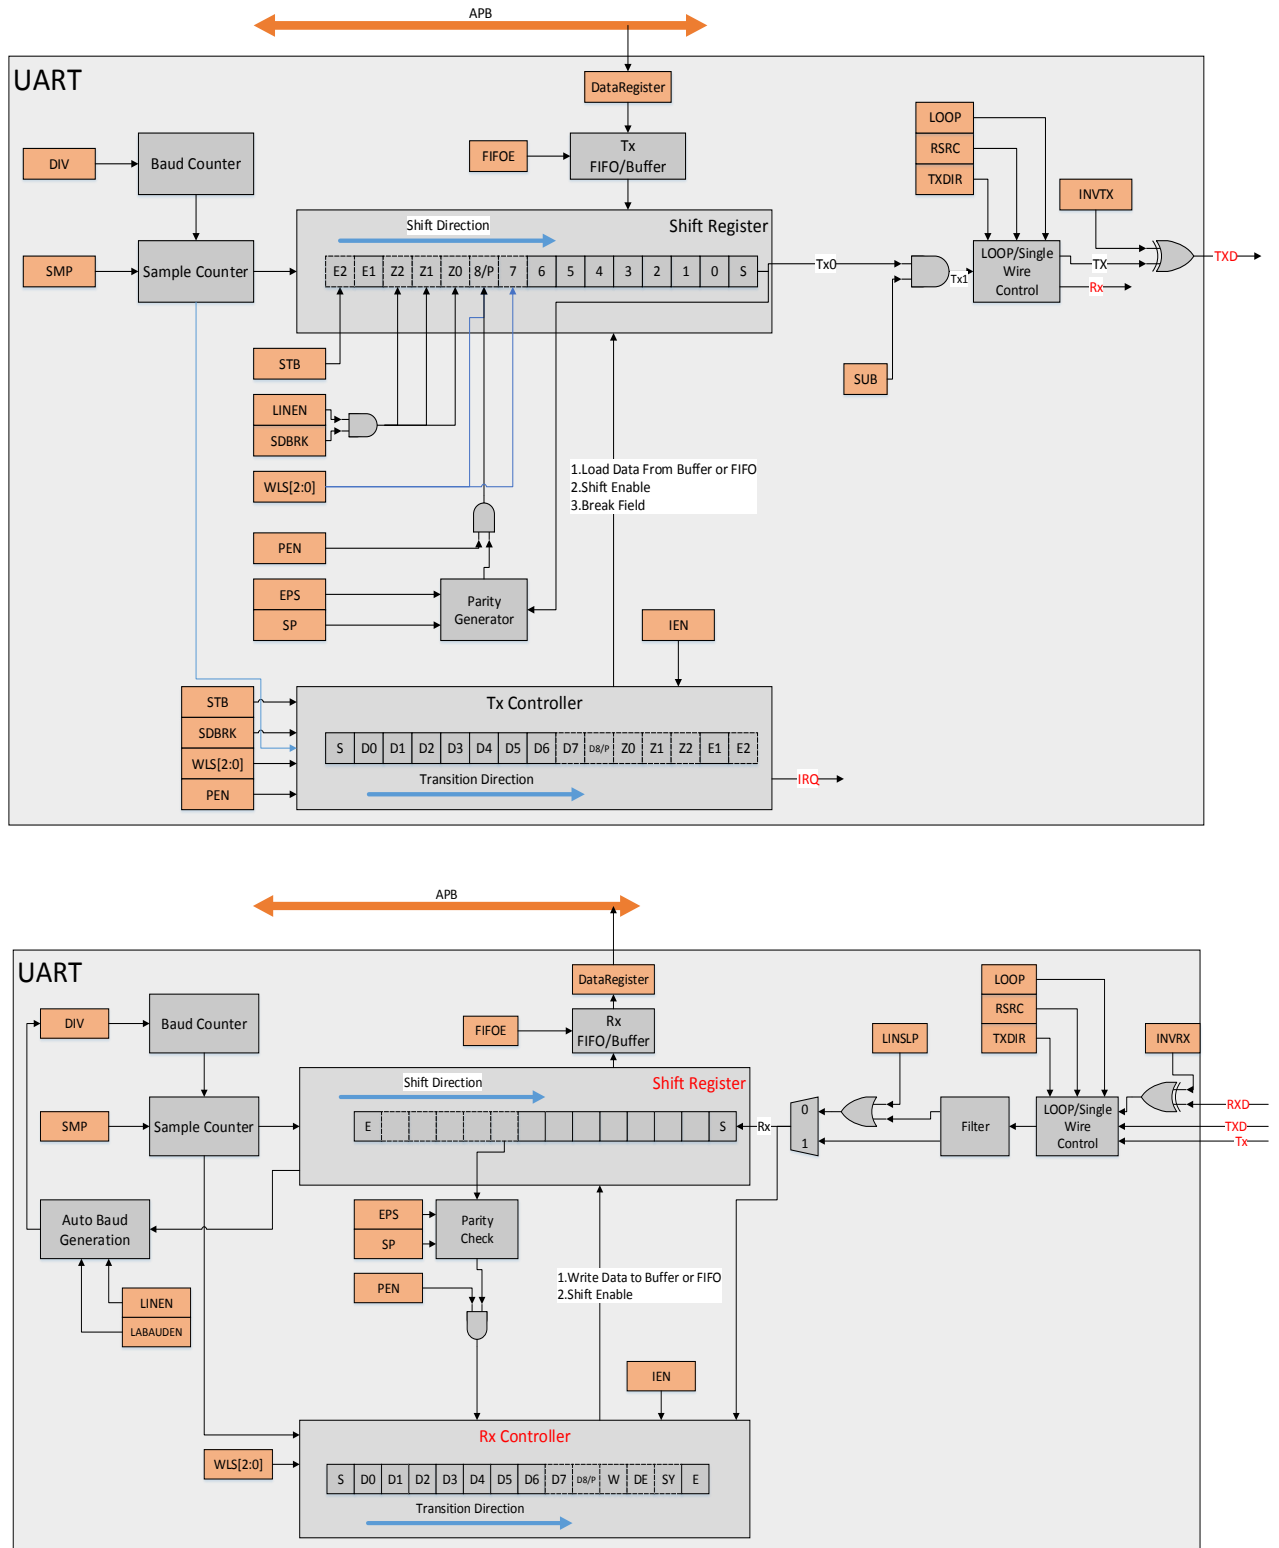 APB
UART
DataRegister
LOOP
RSRC
TXDIR
DIV
Baud Counter
FIFOE
Tx
FIFO/Buffer
INVTX
Shift Direction
Shift Register
SMP
Sample Counter
E2 E1 Z2 Z1 Z0 8/P 7 6 5 4 3 2 1 0 S
Tx0
Tx1
LOOP/Single
Wire
Control
TX
Rx
TXD
STB
SUB
LINEN
SDBRK
WLS[2:0]
1.Load Data From Buffer or FIFO
2.Shift Enable
3.Break Field
PEN
EPS
SP
Parity
Generator
IEN
STB
SDBRK
WLS[2:0]
PEN
Tx Controller
S D0 D1 D2 D3 D4 D5 D6 D7 D8/P Z0 Z1 Z2 E1 E2
Transition Direction
IRQ
APB
UART
DataRegister
LOOP
RSRC
TXDIR
DIV
Baud Counter
FIFOE
Rx
FIFO/Buffer
LINSLP
INVRX
Shift Direction
Shift Register
SMP
Sample Counter
E S
Rx
0
1
Filter
LOOP/Single
Wire
Control
RXD
TXD
Tx
Auto Baud
Generation
EPS
SP
Parity
Check
PEN
1.Write Data to Buffer or FIFO
2.Shift Enable
LINEN
LABAUDEN
IEN
Rx Controller
WLS[2:0]
S D0 D1 D2 D3 D4 D5 D6 D7 D8/P W DE SY E
Transition Direction